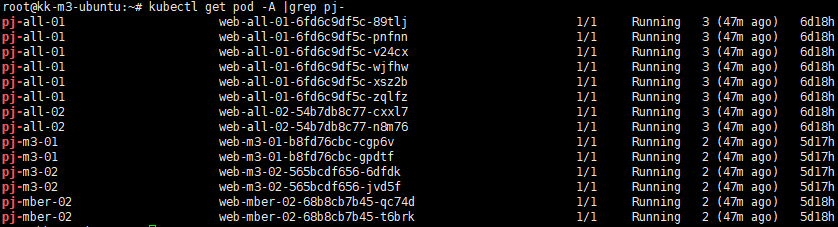 root@kk-m3-ubuntu:~# kubectl get pod -A |grep pj-
pj-all-01 web-all-01-6fd6c9df5c-89tlj 1/1 Running 3 (47m ago) 6d18h
pj-all-01 web-all-01-6fd6c9df5c-pnfnn 1/1 Running 3 (47m ago) 6d18h
pj-all-01 web-all-01-6fd6c9df5c-v24cx 1/1 Running 3 (47m ago) 6d18h
pj-all-01 web-all-01-6fd6c9df5c-wjfhw 1/1 Running 3 (47m ago) 6d18h
pj-all-01 web-all-01-6fd6c9df5c-xsz2b 1/1 Running 3 (47m ago) 6d18h
pj-all-01 web-all-01-6fd6c9df5c-zqlfz 1/1 Running 3 (47m ago) 6d18h
pj-all-02 web-all-02-54b7db8c77-cxxl7 1/1 Running 3 (47m ago) 6d18h
pj-all-02 web-all-02-54b7db8c77-n8m76 1/1 Running 3 (47m ago) 6d18h
pj-m3-01 web-m3-01-b8fd76cbc-cgp6v 1/1 Running 2 (47m ago) 5d17h
pj-m3-01 web-m3-01-b8fd76cbc-gpdtf 1/1 Running 2 (47m ago) 5d17h
pj-m3-02 web-m3-02-565bcdf656-6dfdk 1/1 Running 2 (47m ago) 5d17h
pj-m3-02 web-m3-02-565bcdf656-jvd5f 1/1 Running 2 (47m ago) 5d17h
pj-mber-02 web-mber-02-68b8cb7b45-qc74d 1/1 Running 2 (47m ago) 5d18h
pj-mber-02 web-mber-02-68b8cb7b45-t6brk 1/1 Running 2 (47m ago) 5d18h